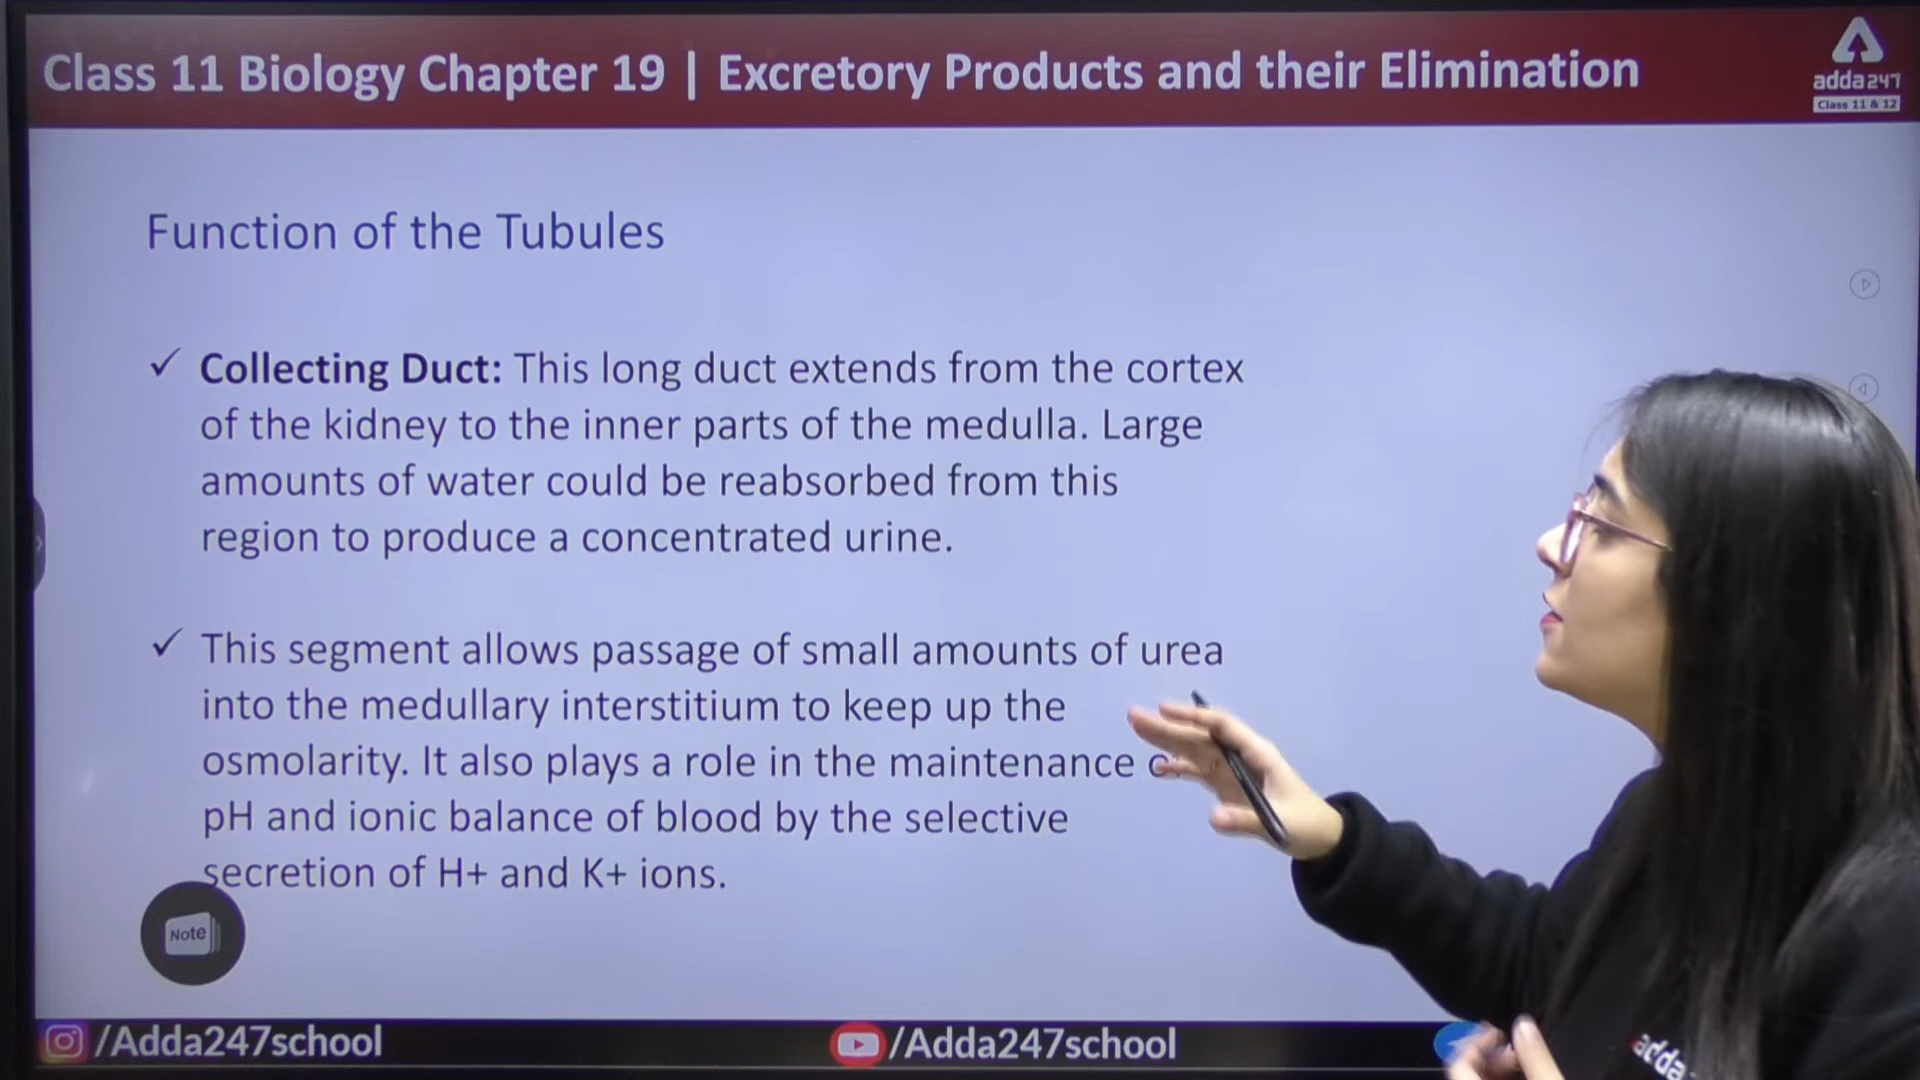 Class 11 Biology Chapter 19 | Excretory Products and their Elimination
adda247
Class 11 & 12
Function of the Tubules
✓ Collecting Duct: This long duct extends from the cortex
of the kidney to the inner parts of the medulla. Large
amounts of water could be reabsorbed from this
region to produce a concentrated urine.
✓ This segment allows passage of small amounts of urea
into the medullary interstitium to keep up the
osmolarity. It also plays a role in the maintenance
pH and ionic balance of blood by the selective
secretion of H+ and K+ ions.
Note
/Adda247school
/Adda247school
adda